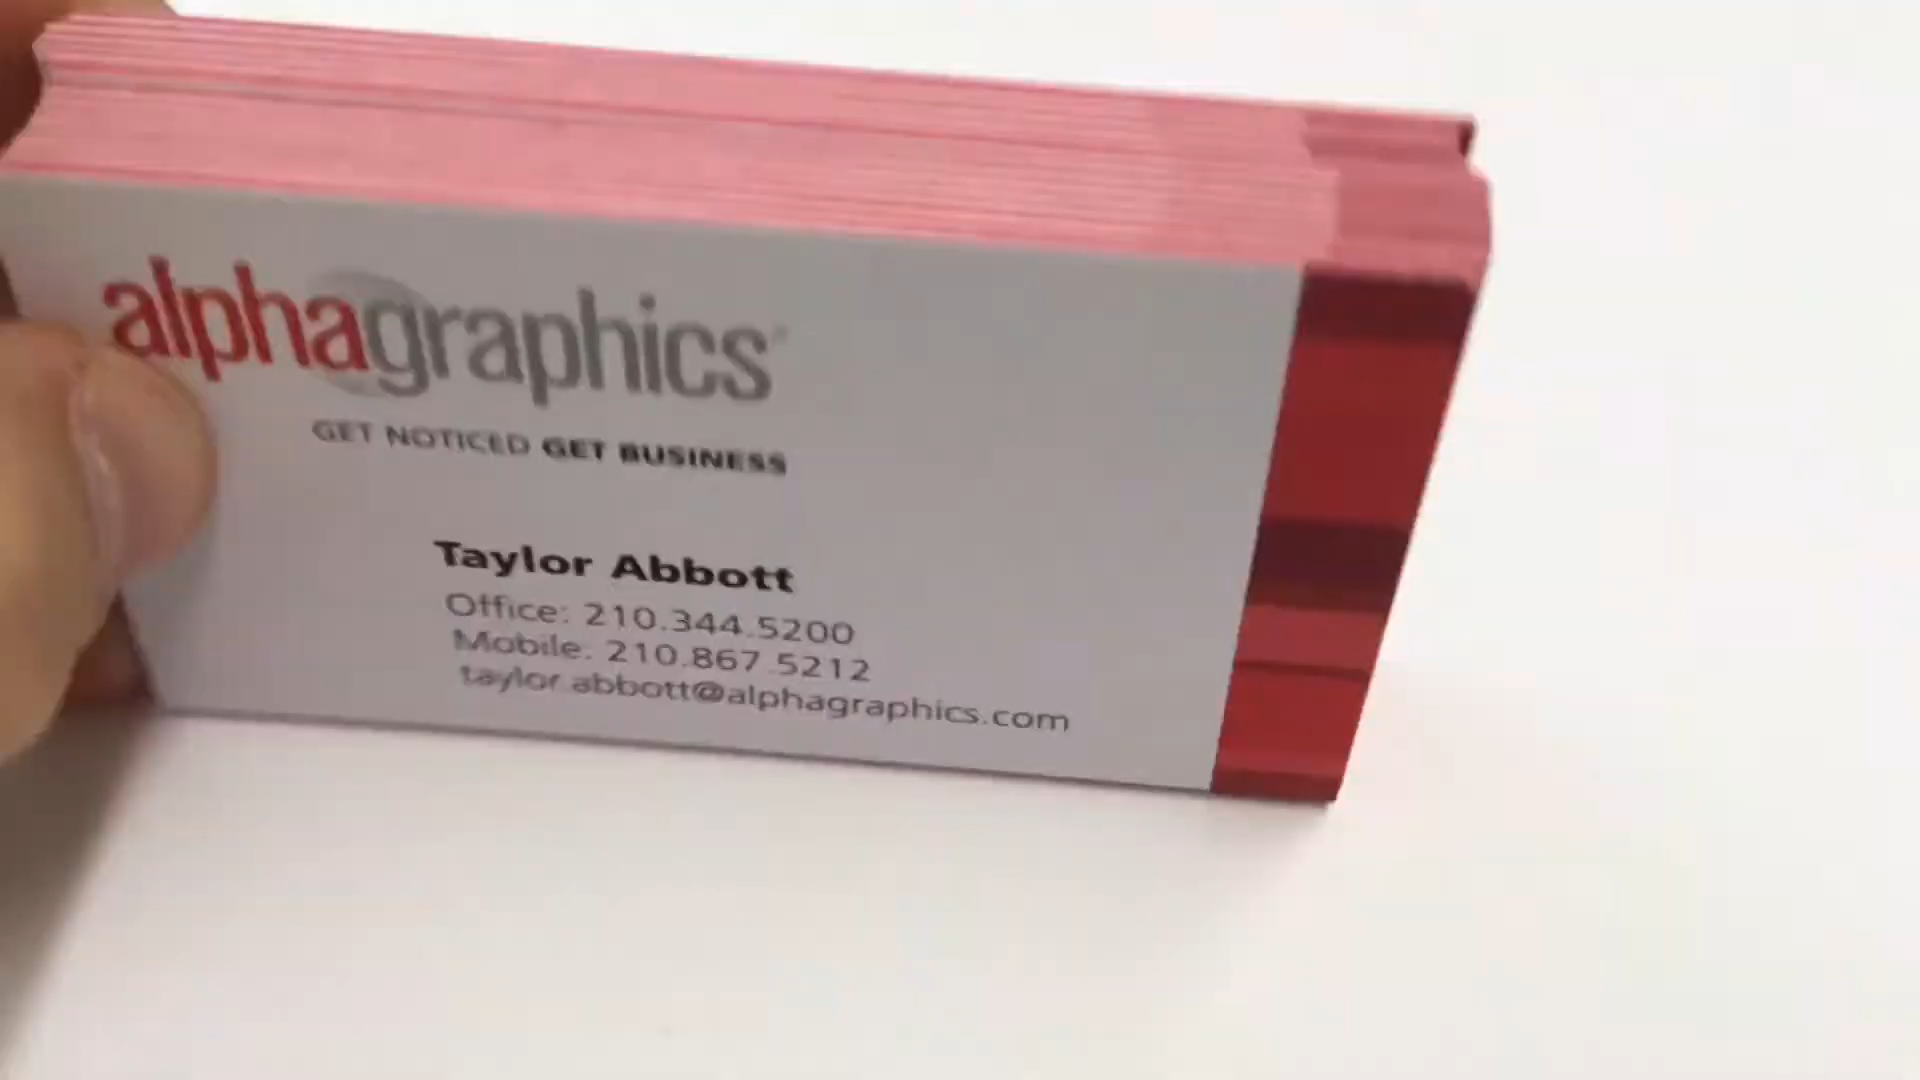 alphagraphics
GET NOTICED GET BUSINESS
Taylor Abbott
Office: 210.344.5200
Mobile: 210.867.5212
taylor.abbott@alphagraphics.com